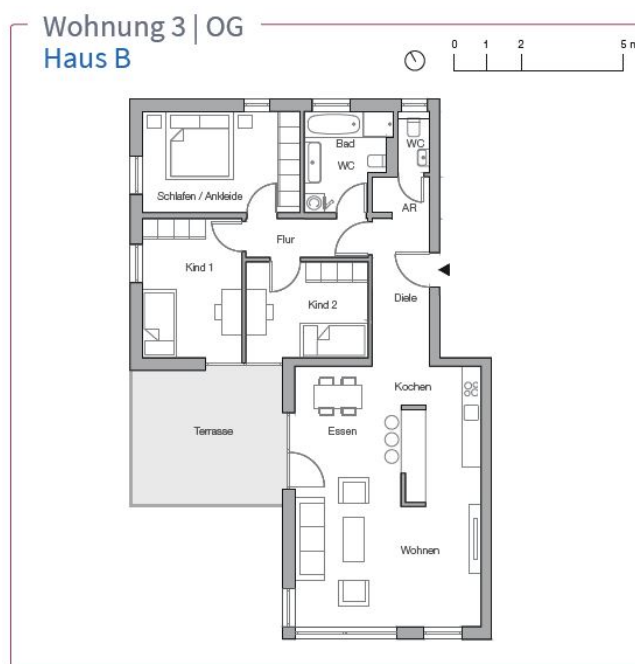 Wohnung 3 | OG
Haus B
0 1 2 5 m
Bad
WC
WC
Schlafen / Ankleide
AR
Flur
Kind 1
Kind 2
Diele
Kochen
Terrasse
Essen
Wohnen